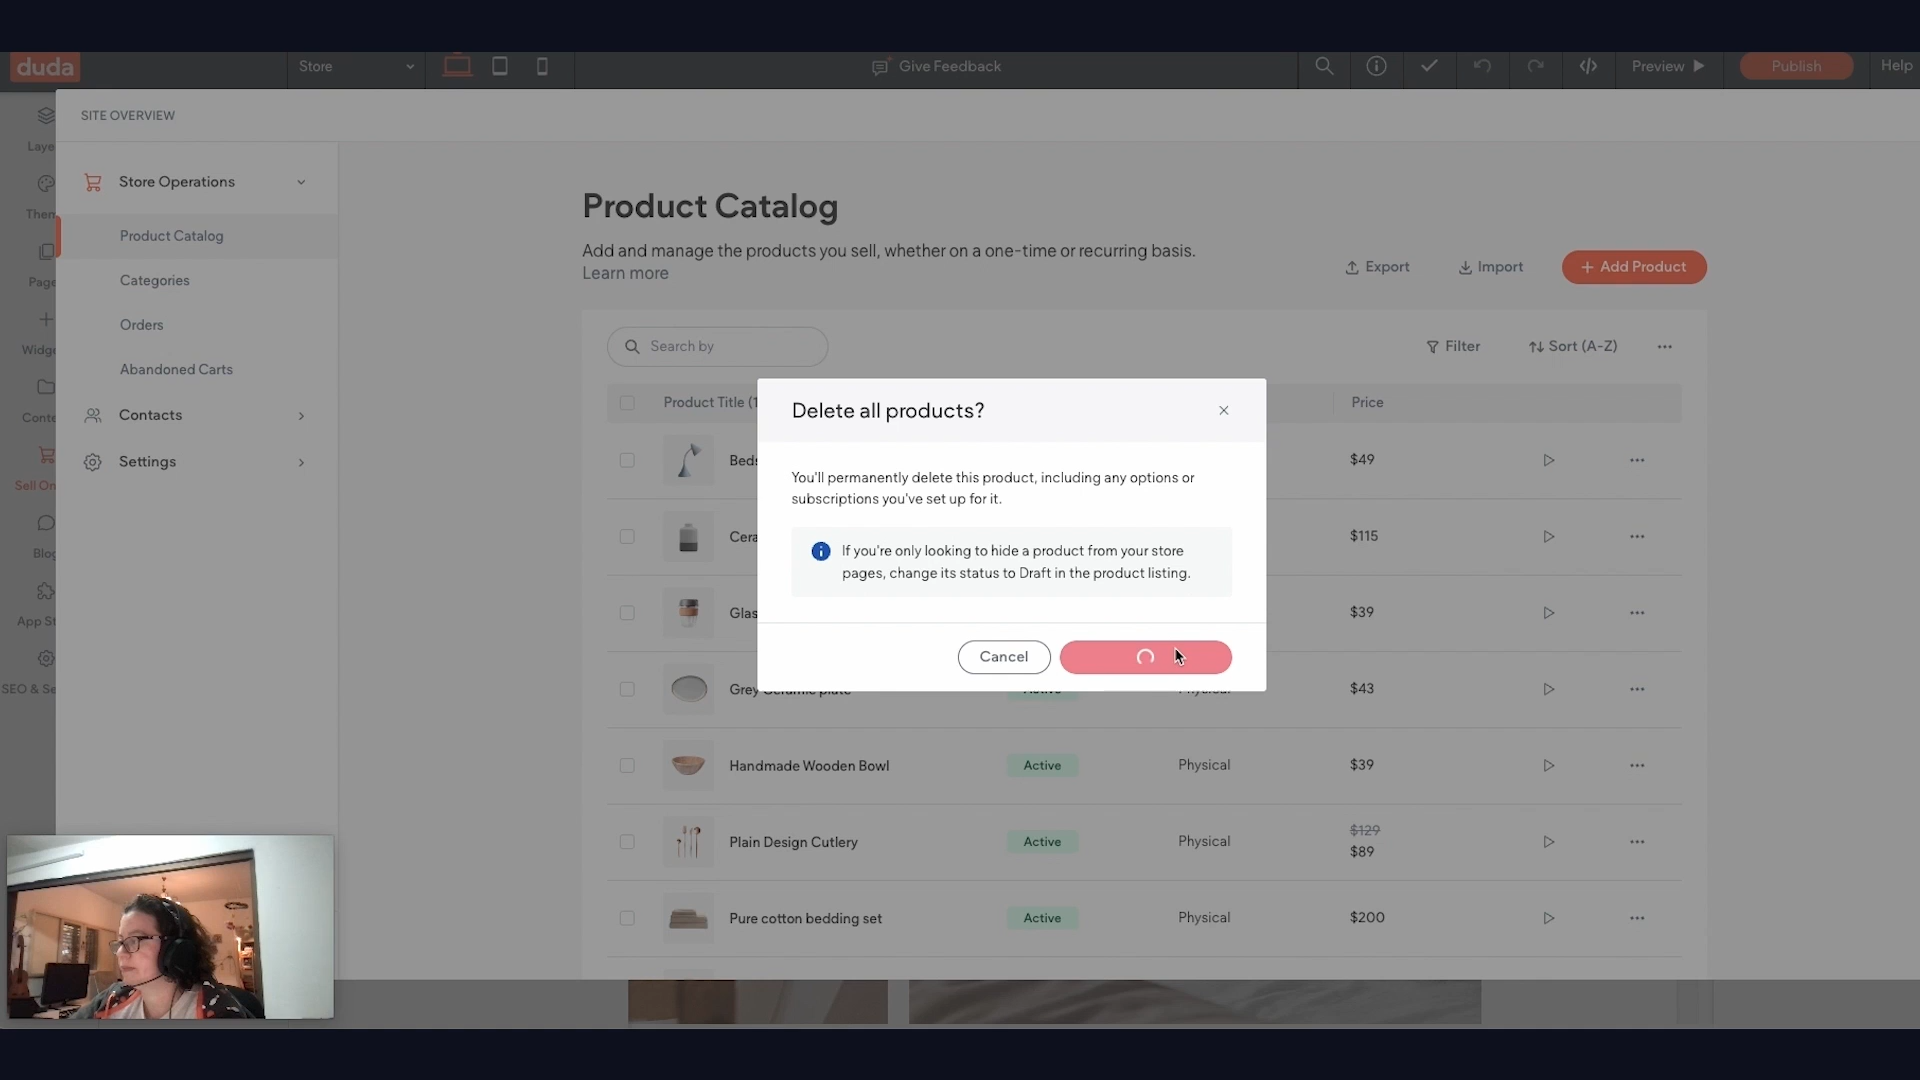 duda
Store
Give Feedback
Preview
Publish
Help
SITE OVERVIEW
Store Operations
Product Catalog
Categories
Orders
Abandoned Carts
Contacts
Settings
Product Catalog
Add and manage the products you sell, whether on a one-time or recurring basis.
Learn more
Export
Import
+ Add Product
Search by
Filter
Sort (A-Z)
Product Title
Price
$49
$115
$39
Grey
$43
Handmade Wooden Bowl
Active
Physical
$39
Plain Design Cutlery
Active
Physical
$129
$89
Pure cotton bedding set
Active
Physical
$200
Delete all products?
You'll permanently delete this product, including any options or
subscriptions you've set up for it.
If you're only looking to hide a product from your store
pages, change its status to Draft in the product listing.
Cancel
Blog